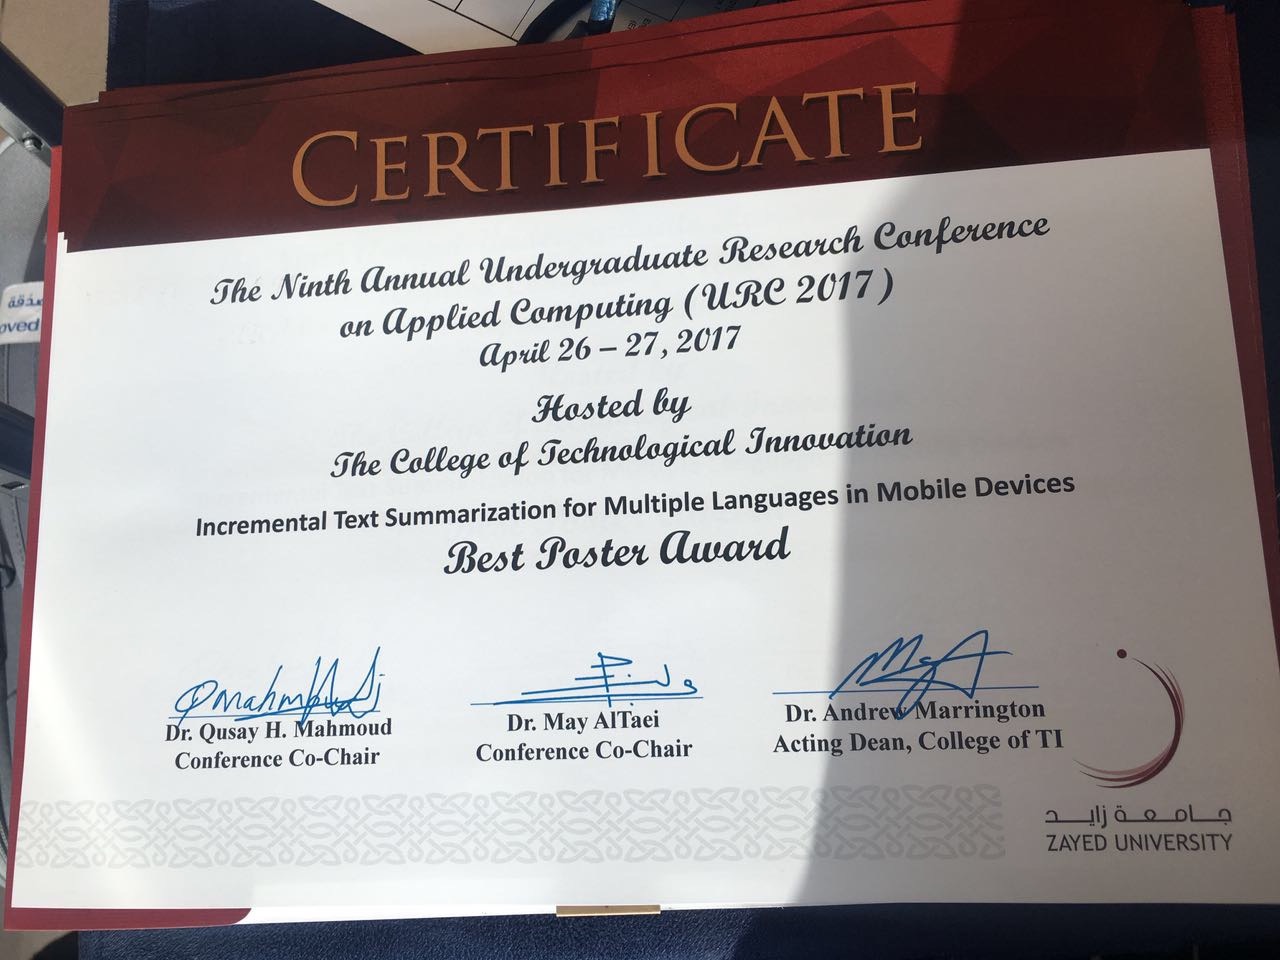 CERTIFICATE
The Ninth Annual Undergraduate Research Conference
on Applied Computing (URC 2017)
April 26 – 27, 2017
Hosted by
The College of Technological Innovation
Incremental Text Summarization for Multiple Languages in Mobile Devices
Best Poster Award
Dr. Qusay H. Mahmoud
Conference Co-Chair
Dr. May AlTaei
Conference Co-Chair
Dr. Andrew Marrington
Acting Dean, College of TI
جامعة زايد
ZAYED UNIVERSITY